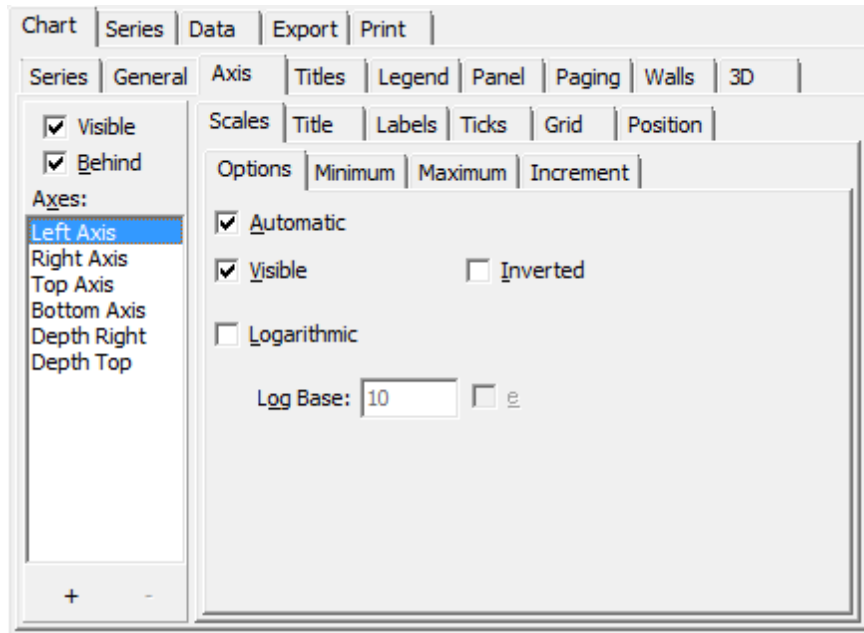 Chart Series Data Export Print
Series General Axis Titles Legend Panel Paging Walls 3D
Visible
Behind
Axes:
Left Axis
Right Axis
Top Axis
Bottom Axis
Depth Right
Depth Top
+ -
Scales Title Labels Ticks Grid Position
Options Minimum Maximum Increment
Automatic
Visible Inverted
Logarithmic
Log Base: 10 e